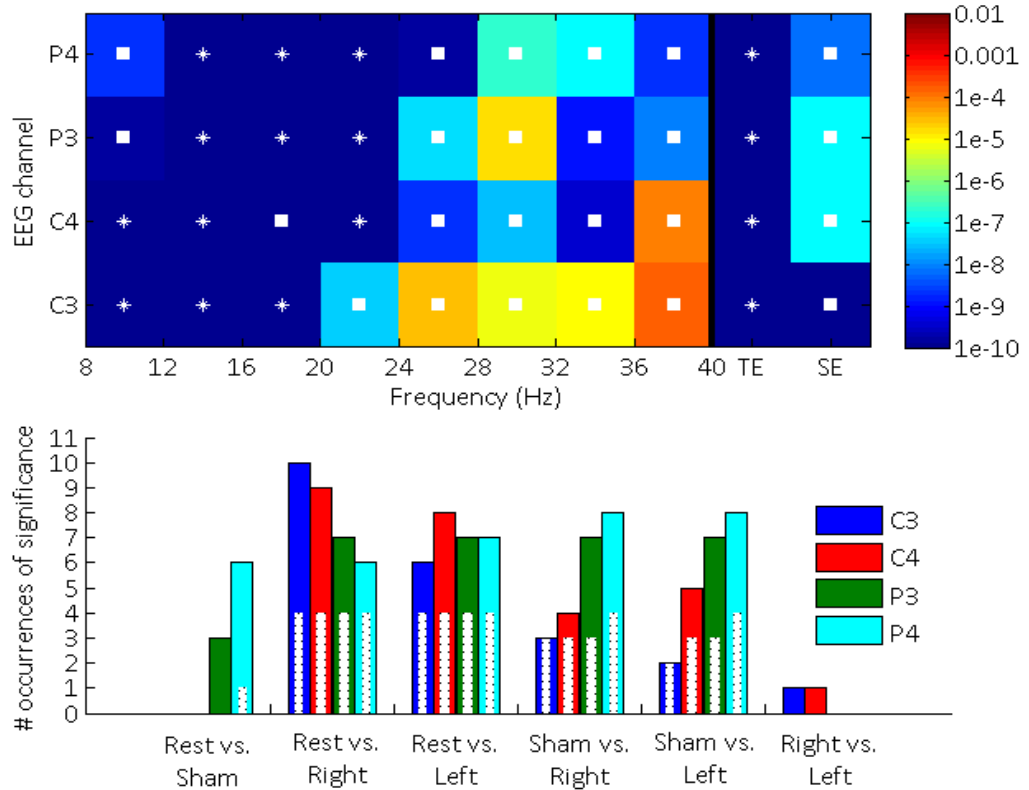 P4
P3
C4
C3
EEG channel
8 12 16 20 24 28 32 36 40 TE SE
Frequency (Hz)
0.01
0.001
1e-4
1e-5
1e-6
1e-7
1e-8
1e-9
1e-10
# occurrences of significance
11
10
9
8
7
6
5
4
3
2
1
0
C3
C4
P3
P4
Rest vs. Rest vs. Rest vs. Sham vs. Sham vs. Right vs.
Sham Right Left Right Left Left